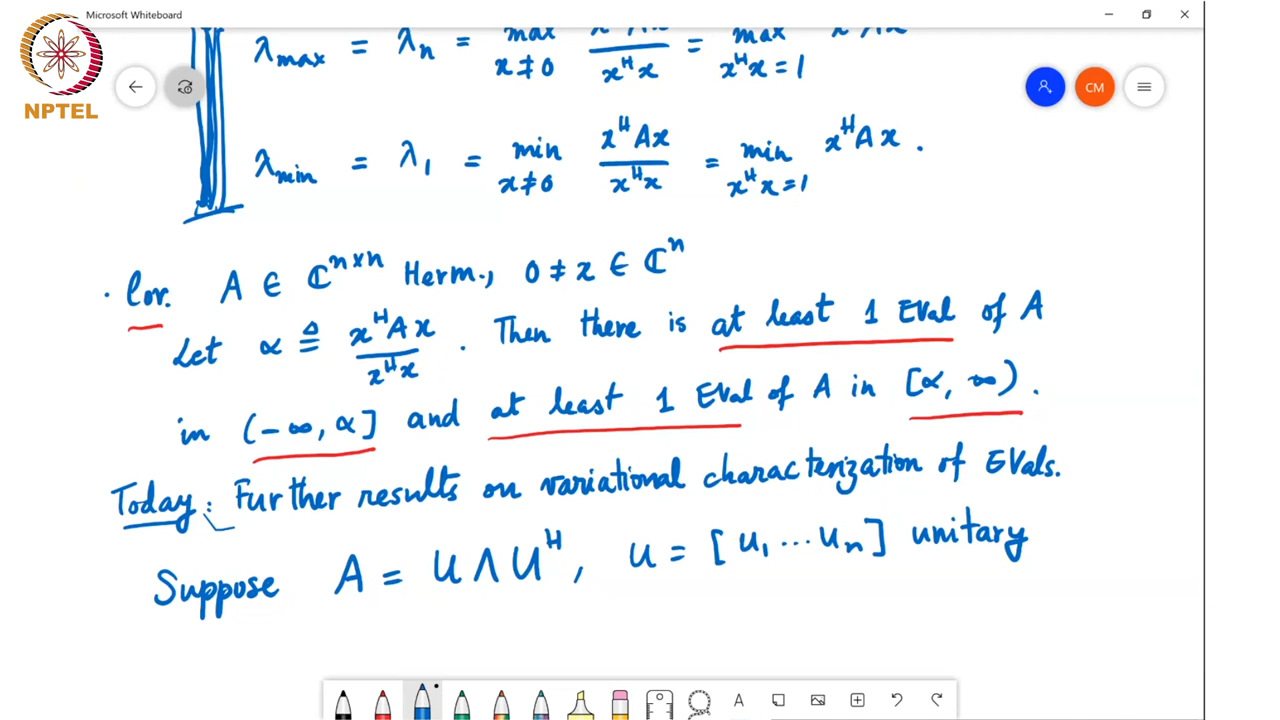 Microsoft Whiteboard
λmax = λn = max x≠0 xᴴAx / xᴴx = max xᴴx=1 xᴴAx
NPTEL
CM
λmin = λ1 = min x≠0 xᴴAx / xᴴx = min xᴴx=1 xᴴAx .
· Cor. A ∈ ℂⁿˣⁿ Herm., 0 ≠ x ∈ ℂⁿ
Let α ≜ xᴴAx / xᴴx . Then there is at least 1 EVal of A
in (-∞, α] and at least 1 EVal of A in [α, ∞).
Today: Further results on variational characterization of EVals.
Suppose A = U Λ Uᴴ, U = [u1 ... un] unitary
A